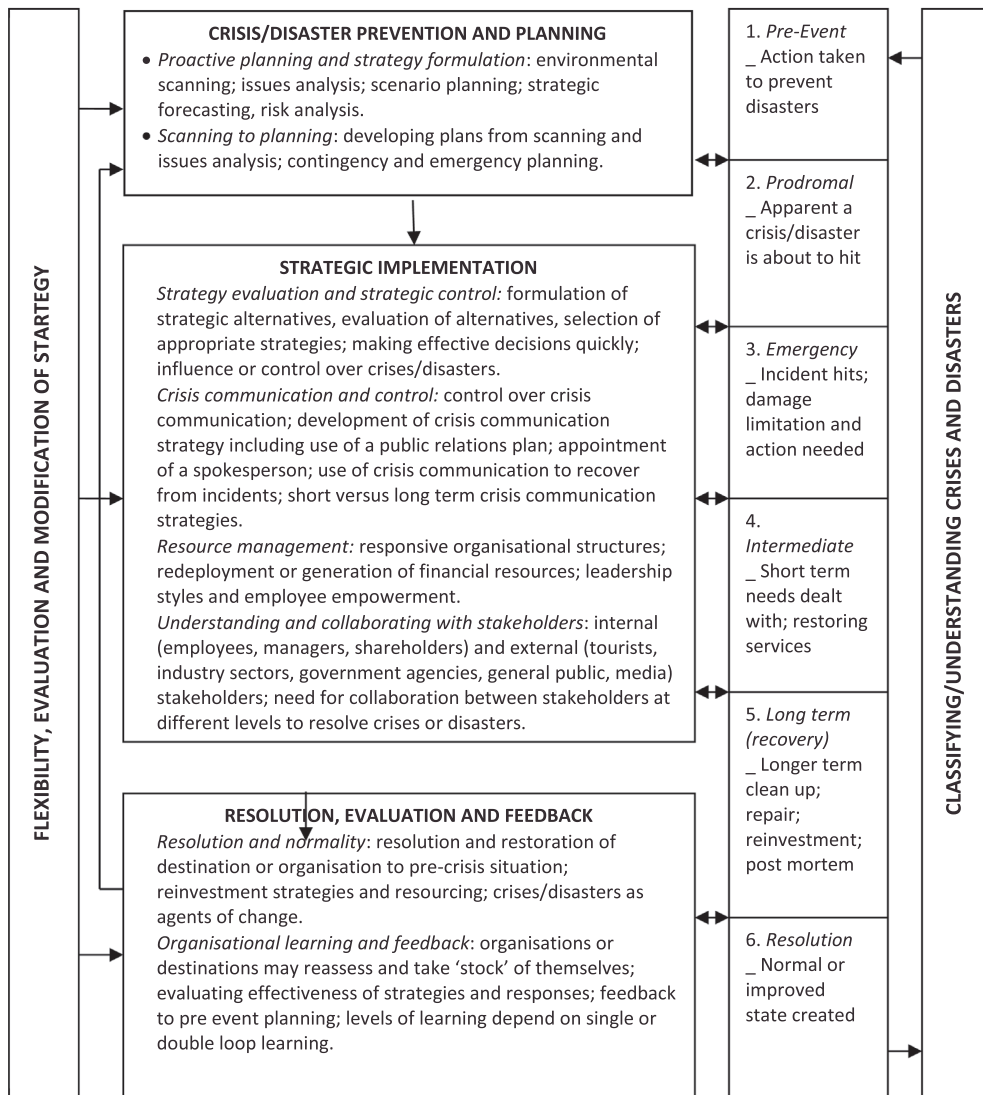 FLEXIBILITY, EVALUATION AND MODIFICATION OF STARTEGY
CRISIS/DISASTER PREVENTION AND PLANNING
• Proactive planning and strategy formulation: environmental
scanning; issues analysis; scenario planning; strategic
forecasting, risk analysis.
• Scanning to planning: developing plans from scanning and
issues analysis; contingency and emergency planning.
STRATEGIC IMPLEMENTATION
Strategy evaluation and strategic control: formulation of
strategic alternatives, evaluation of alternatives, selection of
appropriate strategies; making effective decisions quickly;
influence or control over crises/disasters.
Crisis communication and control: control over crisis
communication; development of crisis communication
strategy including use of a public relations plan; appointment
of a spokesperson; use of crisis communication to recover
from incidents; short versus long term crisis communication
strategies.
Resource management: responsive organisational structures;
redeployment or generation of financial resources; leadership
styles and employee empowerment.
Understanding and collaborating with stakeholders: internal
(employees, managers, shareholders) and external (tourists,
industry sectors, government agencies, general public, media)
stakeholders; need for collaboration between stakeholders at
different levels to resolve crises or disasters.
RESOLUTION, EVALUATION AND FEEDBACK
Resolution and normality: resolution and restoration of
destination or organisation to pre-crisis situation;
reinvestment strategies and resourcing; crises/disasters as
agents of change.
Organisational learning and feedback: organisations or
destinations may reassess and take ‘stock’ of themselves;
evaluating effectiveness of strategies and responses; feedback
to pre event planning; levels of learning depend on single or
double loop learning.
1. Pre-Event
_ Action taken
to prevent
disasters
2. Prodromal
_ Apparent a
crisis/disaster
is about to hit
3. Emergency
_ Incident hits;
damage
limitation and
action needed
4.
Intermediate
_ Short term
needs dealt
with; restoring
services
5. Long term
(recovery)
_ Longer term
clean up;
repair;
reinvestment;
post mortem
6. Resolution
_ Normal or
improved
state created
CLASSIFYING/UNDERSTANDING CRISES AND DISASTERS